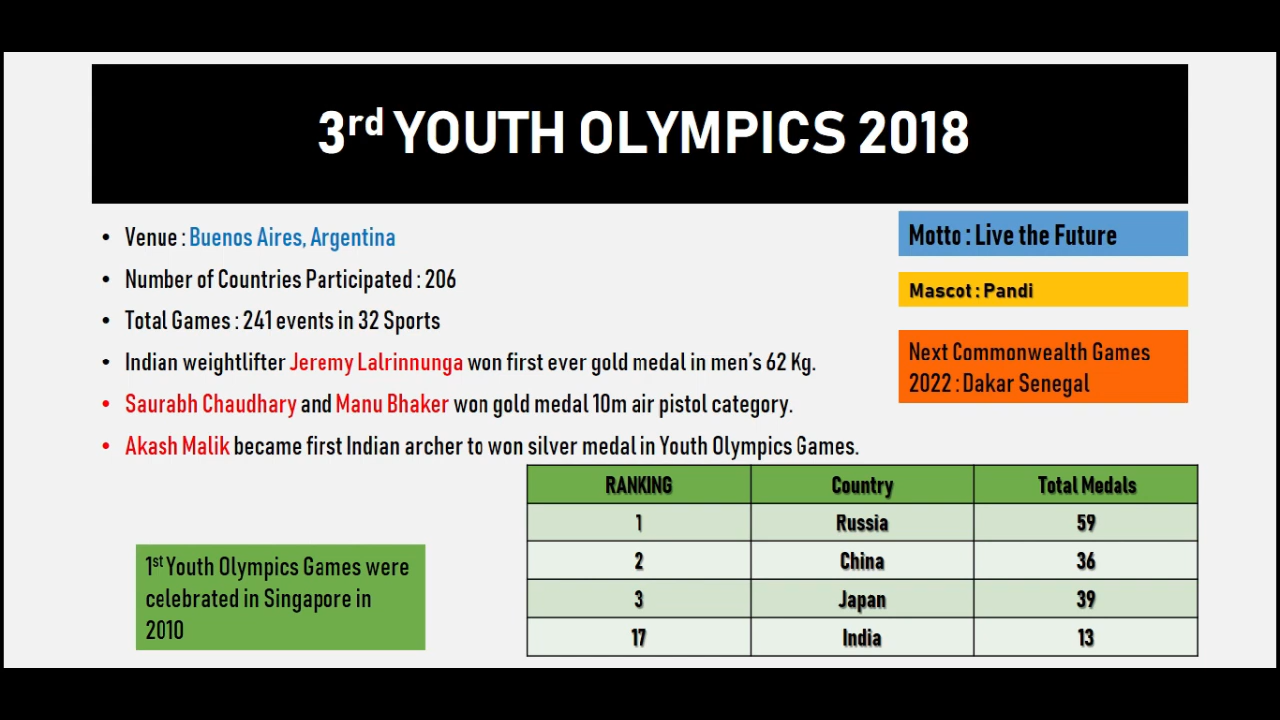 3rd YOUTH OLYMPICS 2018
• Venue : Buenos Aires, Argentina
• Number of Countries Participated : 206
• Total Games : 241 events in 32 Sports
• Indian weightlifter Jeremy Lalrinnunga won first ever gold medal in men's 62 Kg.
• Saurabh Chaudhary and Manu Bhaker won gold medal 10m air pistol category.
• Akash Malik became first Indian archer to won silver medal in Youth Olympics Games.
Motto : Live the Future
Mascot : Pandi
Next Commonwealth Games
2022 : Dakar Senegal
1st Youth Olympics Games were
celebrated in Singapore in
2010
RANKING Country Total Medals
1 Russia 59
2 China 36
3 Japan 39
17 India 13